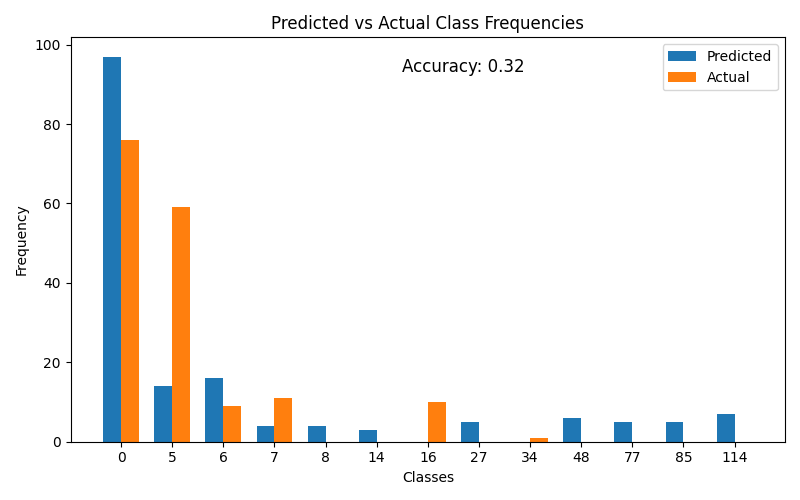 Predicted vs Actual Class Frequencies
Accuracy: 0.32
Predicted
Actual
100
80
60
40
20
0
Frequency
0 5 6 7 8 14 16 27 34 48 77 85 114
Classes